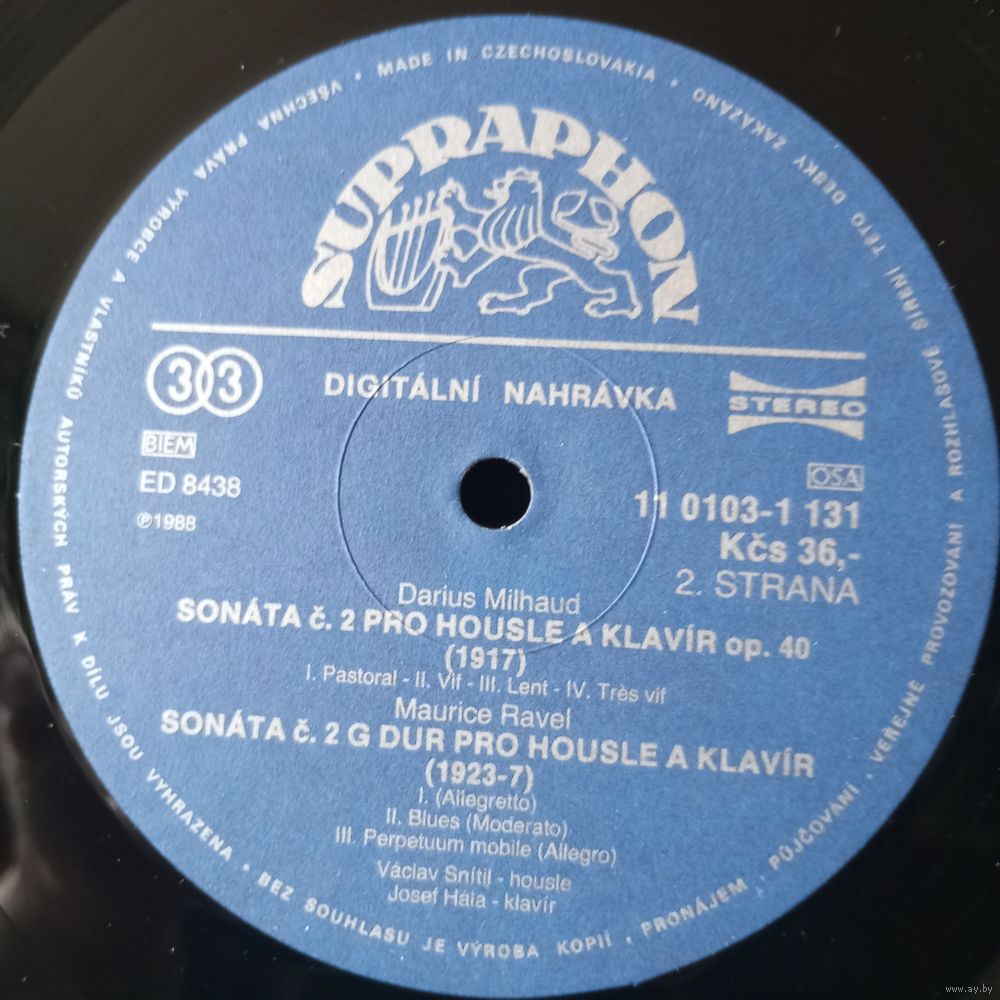 MADE IN CZECHOSLOVAKIA •
VŠECHNA PRÁVA VÝROBCE A VLASTNÍKŮ AUTORSKÝCH PRÁV K DÍLU JSOU VYHRAZENA • BEZ SOUHLASU JE VÝROBA KOPIÍ • PRONÁJEM • PŮJČOVÁNÍ • VEŘEJNÉ PROVOZOVÁNÍ A ROZHLASOVÉ ŠÍŘENÍ TÉTO DESKY ZAKÁZÁNO •
SUPRAPHON
33
DIGITÁLNÍ NAHRÁVKA
STEREO
BIEM
OSA
ED 8438
11 0103-1 131
℗1988
Kčs 36,-
2. STRANA
Darius Milhaud
SONÁTA č. 2 PRO HOUSLE A KLAVÍR op. 40
(1917)
I. Pastoral - II. Vif - III. Lent - IV. Très vif
Maurice Ravel
SONÁTA č. 2 G DUR PRO HOUSLE A KLAVÍR
(1923-7)
I. (Allegretto)
II. Blues (Moderato)
III. Perpetuum mobile (Allegro)
Václav Snítil - housle
Josef Hála - klavír
www.ay.by